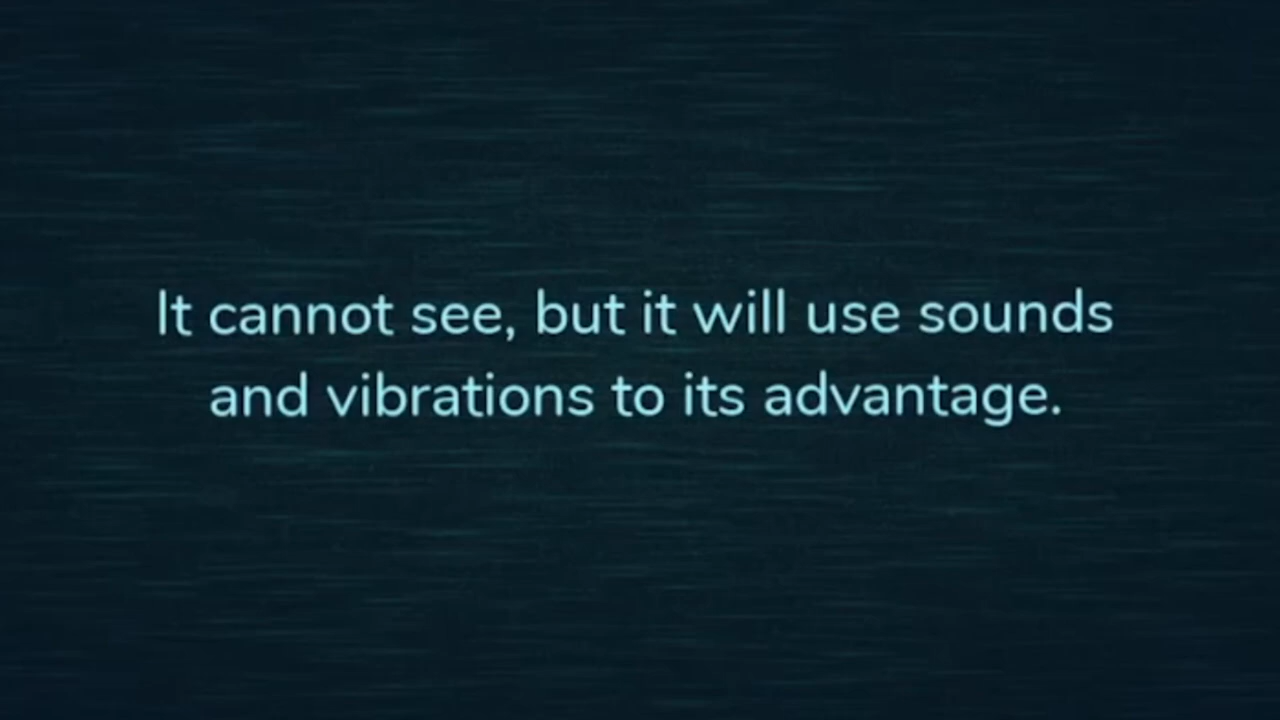 It cannot see, but it will use sounds
and vibrations to its advantage.